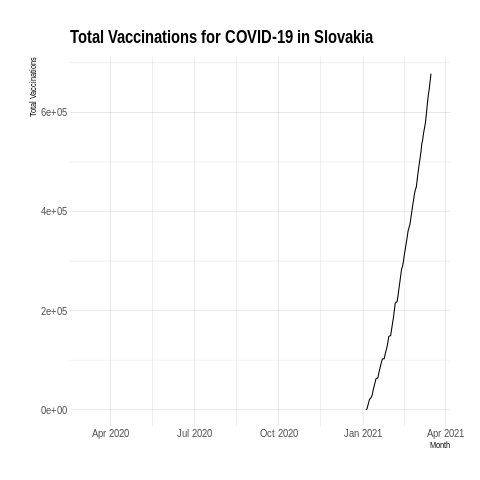 Total Vaccinations for COVID-19 in Slovakia
Total Vaccinations
6e+05
4e+05
2e+05
0e+00
Apr 2020 Jul 2020 Oct 2020 Jan 2021 Apr 2021
Month